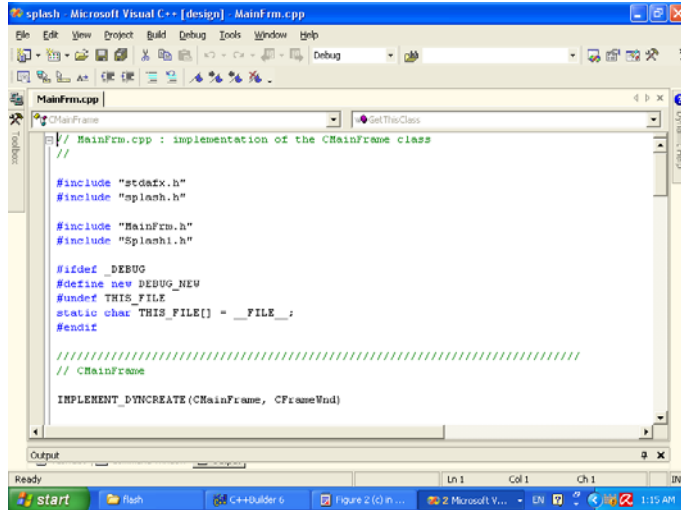 splash - Microsoft Visual C++ [design] - MainFrm.cpp
File Edit View Project Build Debug Tools Window Help
Debug
MainFrm.cpp
CMainFrame GetThisClass
Toolbox
// MainFrm.cpp : implementation of the CMainFrame class
//
#include "stdafx.h"
#include "splash.h"
#include "MainFrm.h"
#include "Splash1.h"
#ifdef _DEBUG
#define new DEBUG_NEW
#undef THIS_FILE
static char THIS_FILE[] = __FILE__;
#endif
/////////////////////////////////////////////////////////////////////////////
// CMainFrame
IMPLEMENT_DYNCREATE(CMainFrame, CFrameWnd)
Output
Ready Ln 1 Col 1 Ch 1 IN
start flash C++Builder 6 Figure 2 (c) in ... 2 Microsoft V... EN 1:15 AM